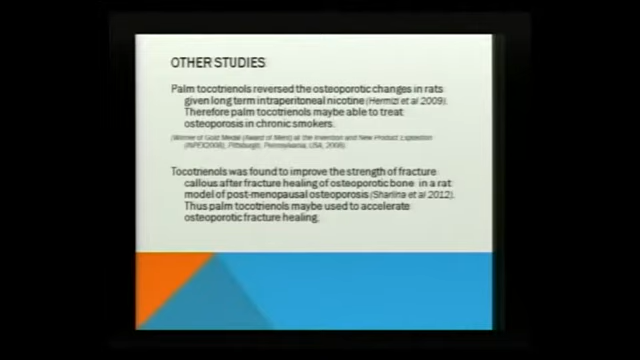 OTHER STUDIES
Palm tocotrienols reversed the osteoporotic changes in rats
given long term intraperitoneal nicotine (Hermizi et al 2009).
Therefore palm tocotrienols maybe able to treat
osteoporosis in chronic smokers.
(Winner of Gold Medal (Award of Merit) at the Invention and New Product Exposition
(INPEX2008), Pittsburgh, Pennsylvania, USA, 2008)
Tocotrienols was found to improve the strength of fracture
callous after fracture healing of osteoporotic bone in a rat
model of post-menopausal osteoporosis (Sharlina et al 2012).
Thus palm tocotrienols maybe used to accelerate
osteoporotic fracture healing.